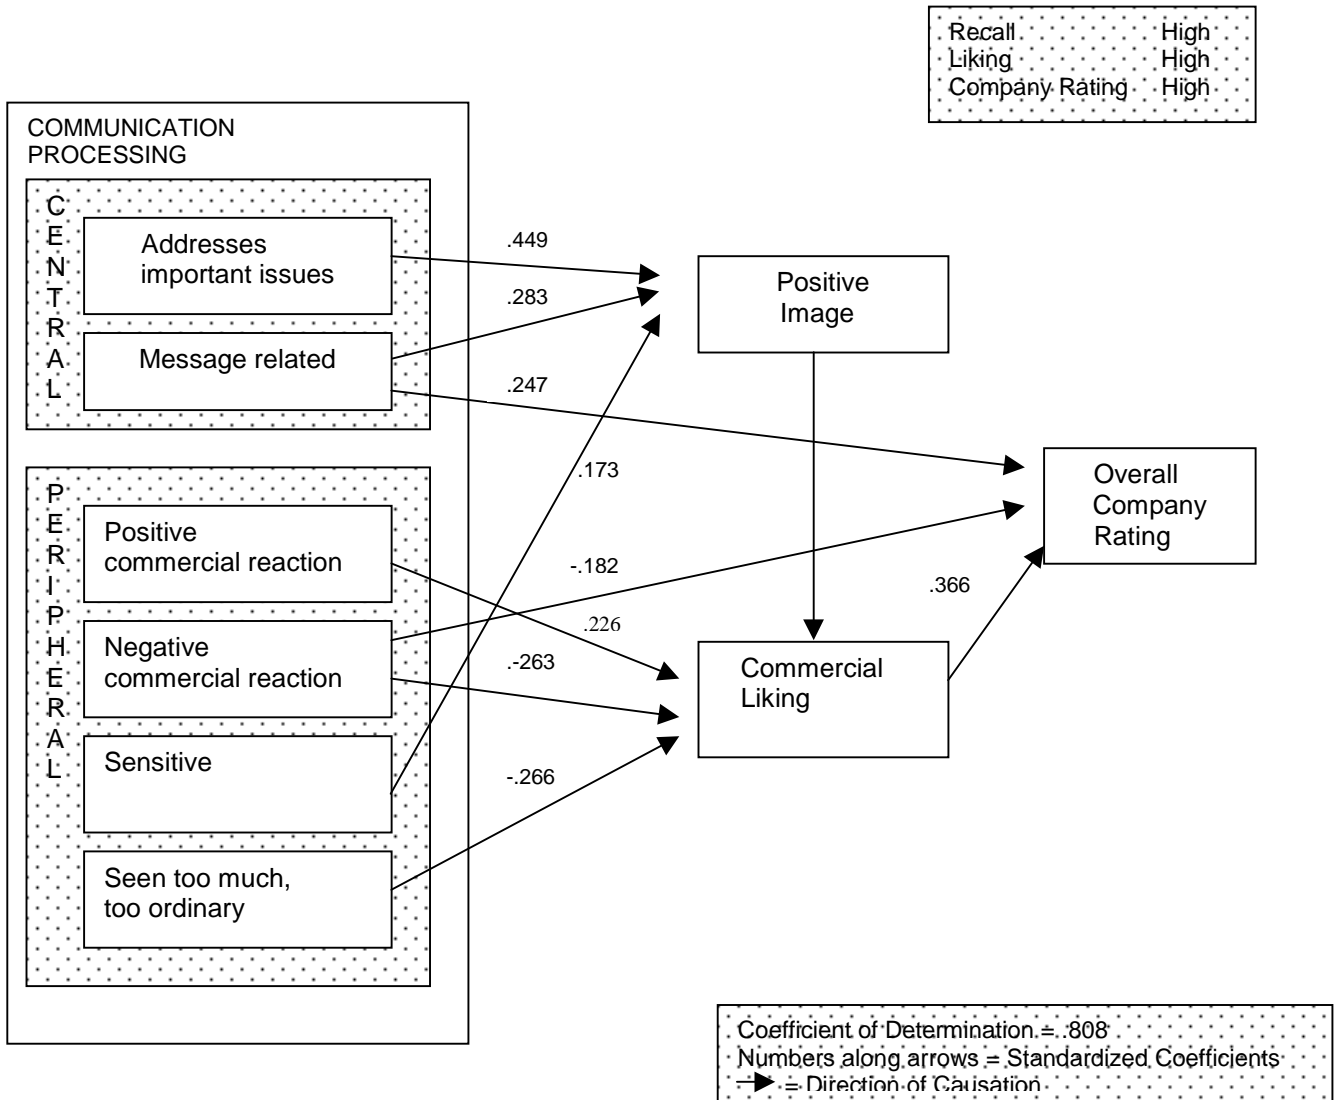 Recall High
Liking High
Company Rating High
COMMUNICATION
PROCESSING
CENTRAL
Addresses
important issues
Message related
PERIPHERAL
Positive
commercial reaction
Negative
commercial reaction
Sensitive
Seen too much,
too ordinary
.449
.283
.247
.173
-.182
.226
.-263
-.266
Positive
Image
Commercial
Liking
.366
Overall
Company
Rating
Coefficient of Determination = .808
Numbers along arrows = Standardized Coefficients
= Direction of Causation